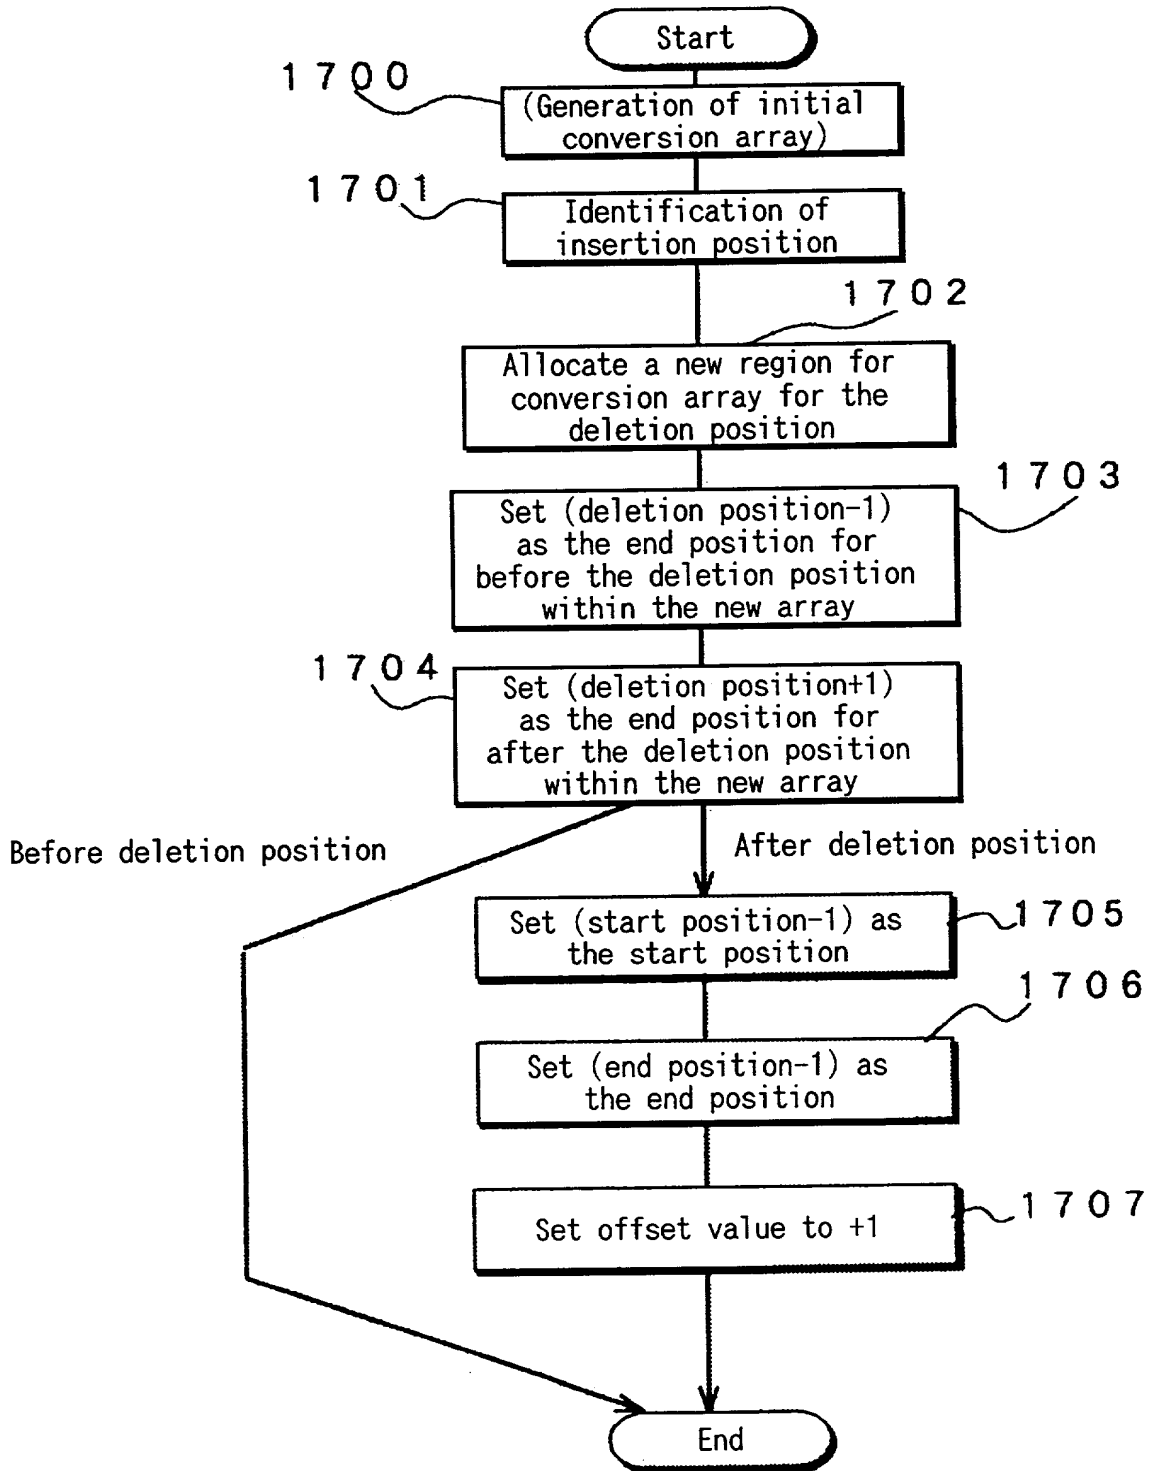 Start
1700
(Generation of initial
conversion array)
1701
Identification of
insertion position
1702
Allocate a new region for
conversion array for the
deletion position
1703
Set (deletion position-1)
as the end position for
before the deletion position
within the new array
1704
Set (deletion position+1)
as the end position for
after the deletion position
within the new array
Before deletion position
After deletion position
Set (start position-1) as
the start position
1705
1706
Set (end position-1) as
the end position
1707
Set offset value to +1
End